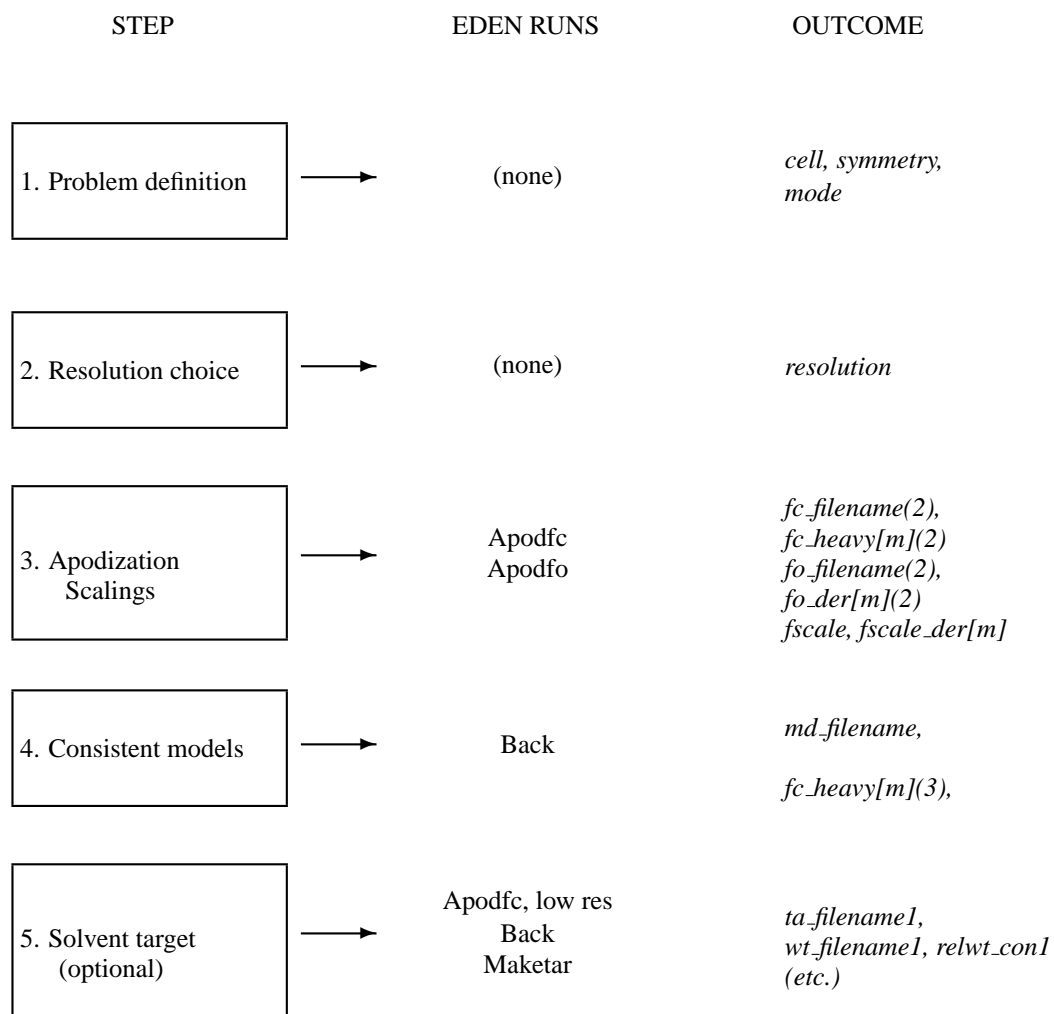 STEP EDEN RUNS OUTCOME
1. Problem definition (none) cell, symmetry,
mode
2. Resolution choice (none) resolution
3. Apodization
Scalings
Apodfc
Apodfo
fc_filename(2),
fc_heavy[m](2)
fo_filename(2),
fo_der[m](2)
fscale, fscale_der[m]
4. Consistent models Back md_filename,
fc_heavy[m](3),
5. Solvent target
(optional)
Apodfc, low res
Back
Maketar
ta_filename1,
wt_filename1, relwt_con1
(etc.)